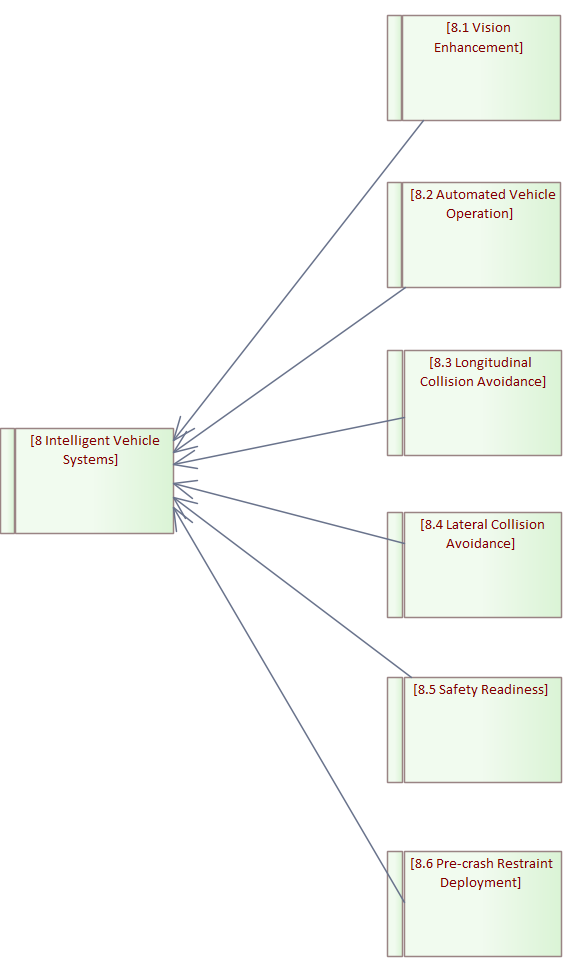 [8.1 Vision
Enhancement]
[8.2 Automated Vehicle
Operation]
[8.3 Longitudinal
Collision Avoidance]
[8 Intelligent Vehicle
Systems]
[8.4 Lateral Collision
Avoidance]
[8.5 Safety Readiness]
[8.6 Pre-crash Restraint
Deployment]